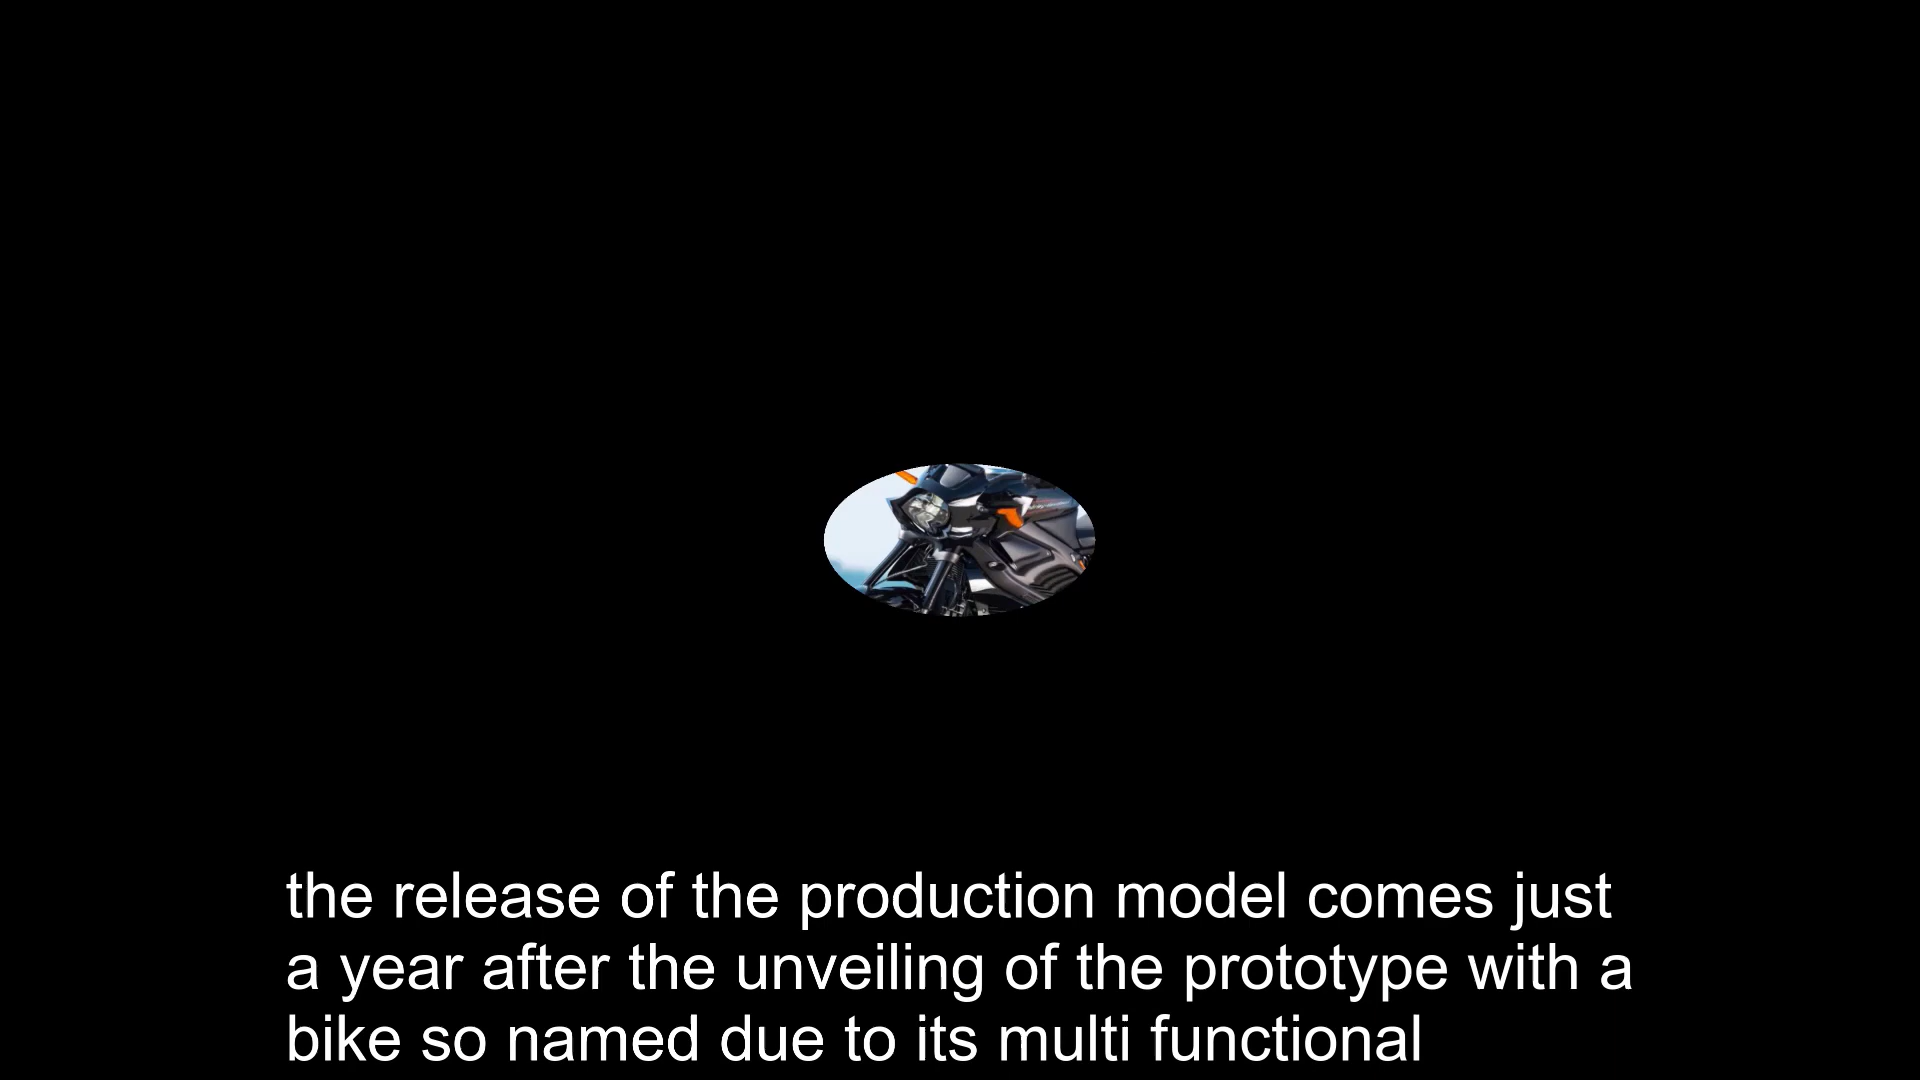 the release of the production model comes just
a year after the unveiling of the prototype with a
bike so named due to its multi functional